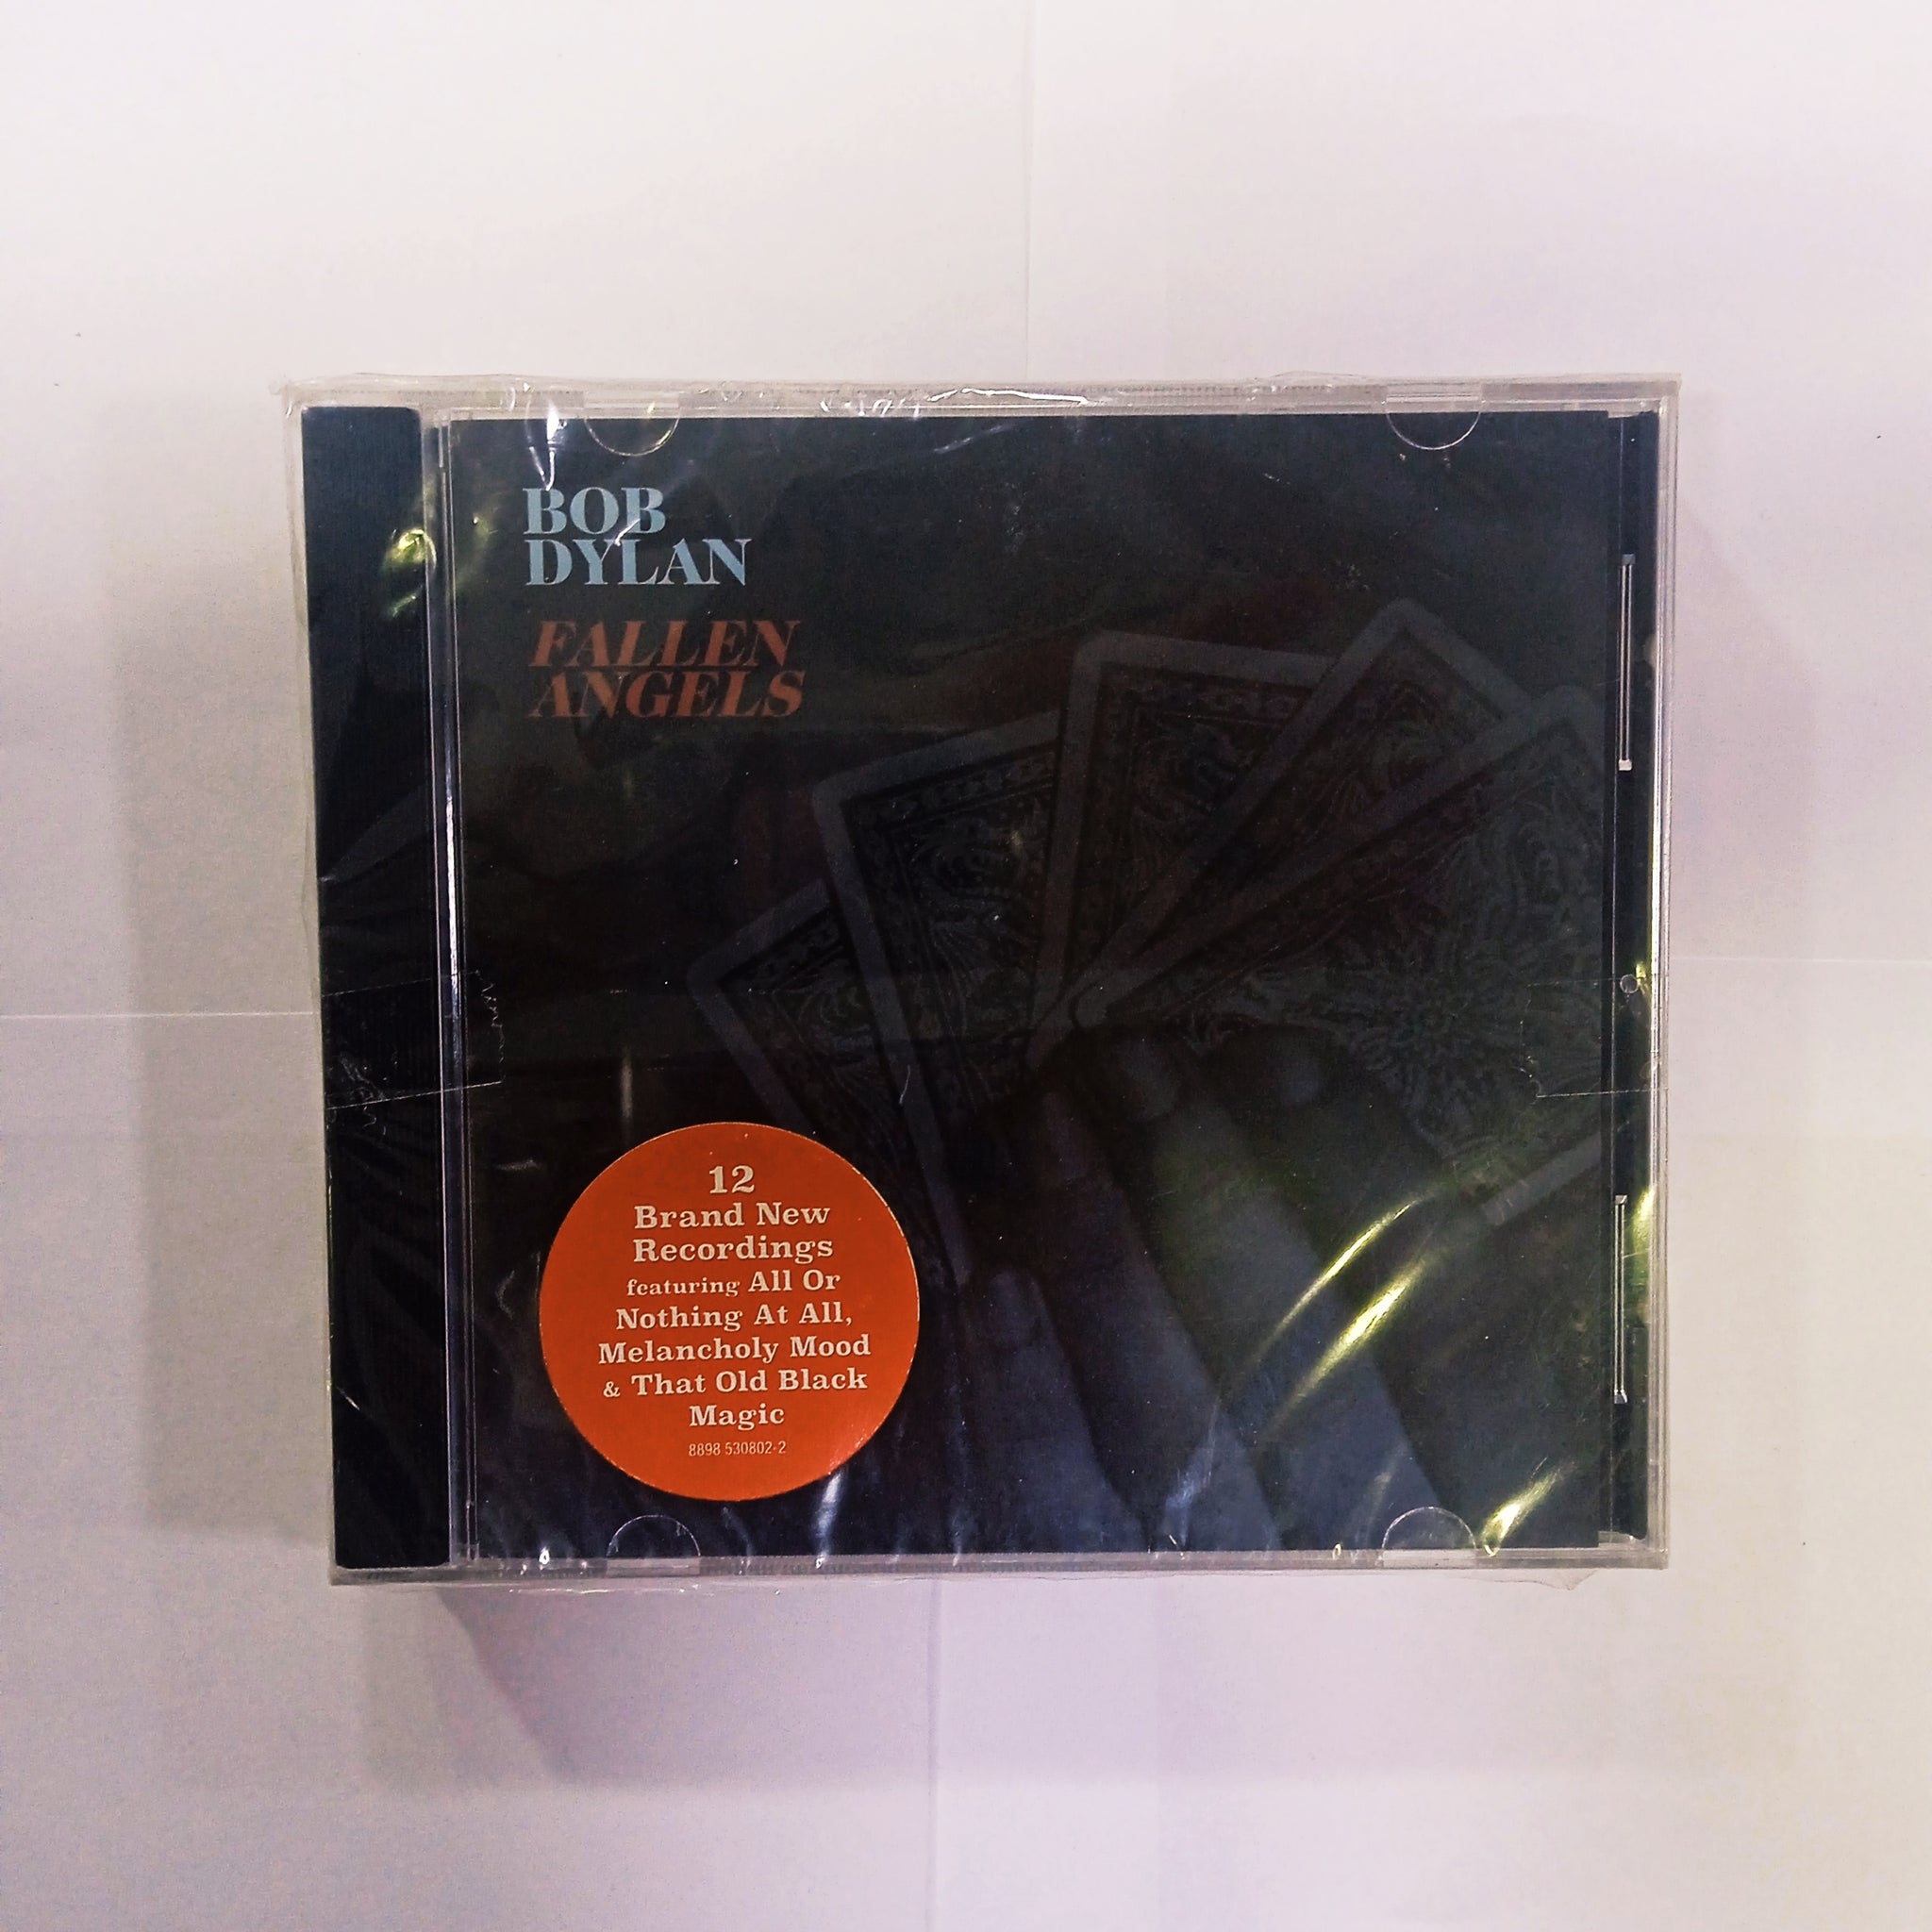 BOB
DYLAN
FALLEN
ANGELS
12
Brand New
Recordings
featuring All Or
Nothing At All,
Melancholy Mood
& That Old Black
Magic
8898 530802-2